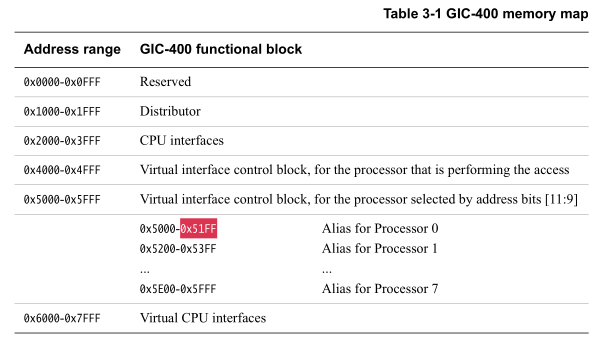 Table 3-1 GIC-400 memory map
Address range GIC-400 functional block
0x0000-0x0FFF Reserved
0x1000-0x1FFF Distributor
0x2000-0x3FFF CPU interfaces
0x4000-0x4FFF Virtual interface control block, for the processor that is performing the access
0x5000-0x5FFF Virtual interface control block, for the processor selected by address bits [11:9]
0x5000-0x51FF Alias for Processor 0
0x5200-0x53FF Alias for Processor 1
... ...
0x5E00-0x5FFF Alias for Processor 7
0x6000-0x7FFF Virtual CPU interfaces